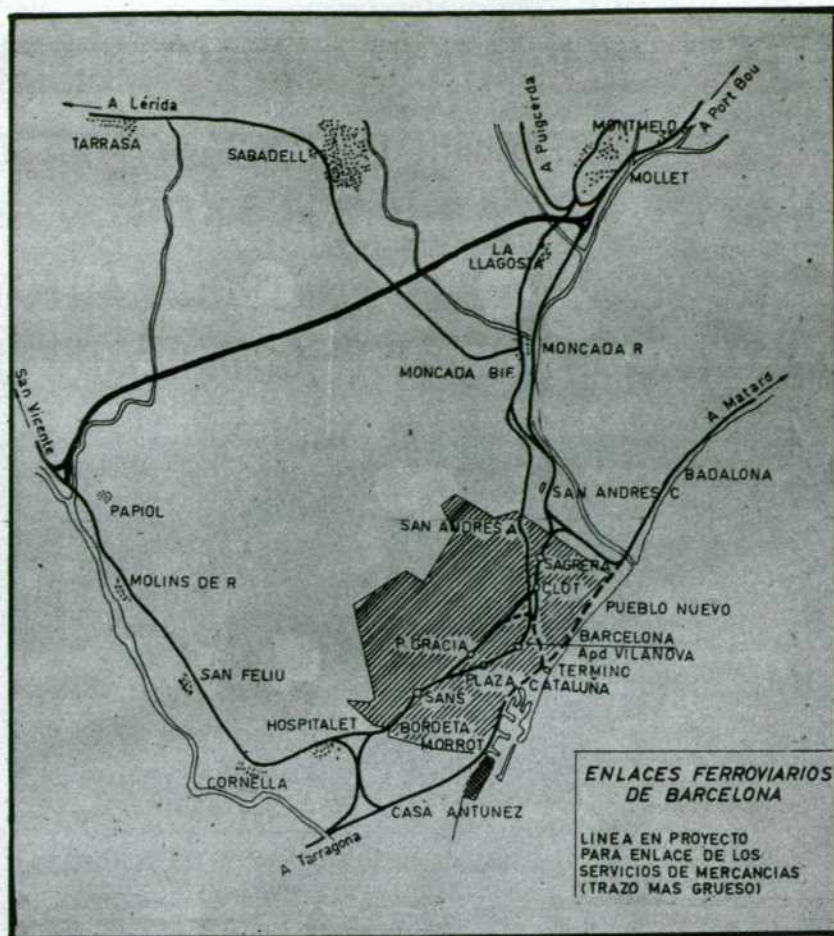 A Lérida
TARRASA
SABADELL
A Puigcerda
MONTMELO
A Port Bou
MOLLET
LA
LLAGOSTA
MONCADA R
MONCADA BIF.
San Vicente
A Mataró
BADALONA
SAN ANDRES C
PAPIOL
SAN ANDRES A
SAGRERA
CLOT
MOLINS DE R
PUEBLO NUEVO
P. GRACIA
BARCELONA
Apd VILANOVA
TERMINO
SAN FELIU
PLAZA CATALUÑA
SANS
HOSPITALET
BORDETA
MORROT
CORNELLA
CASA ANTUNEZ
A Tarragona
ENLACES FERROVIARIOS
DE BARCELONA
LINEA EN PROYECTO
PARA ENLACE DE LOS
SERVICIOS DE MERCANCIAS
(TRAZO MAS GRUESO)